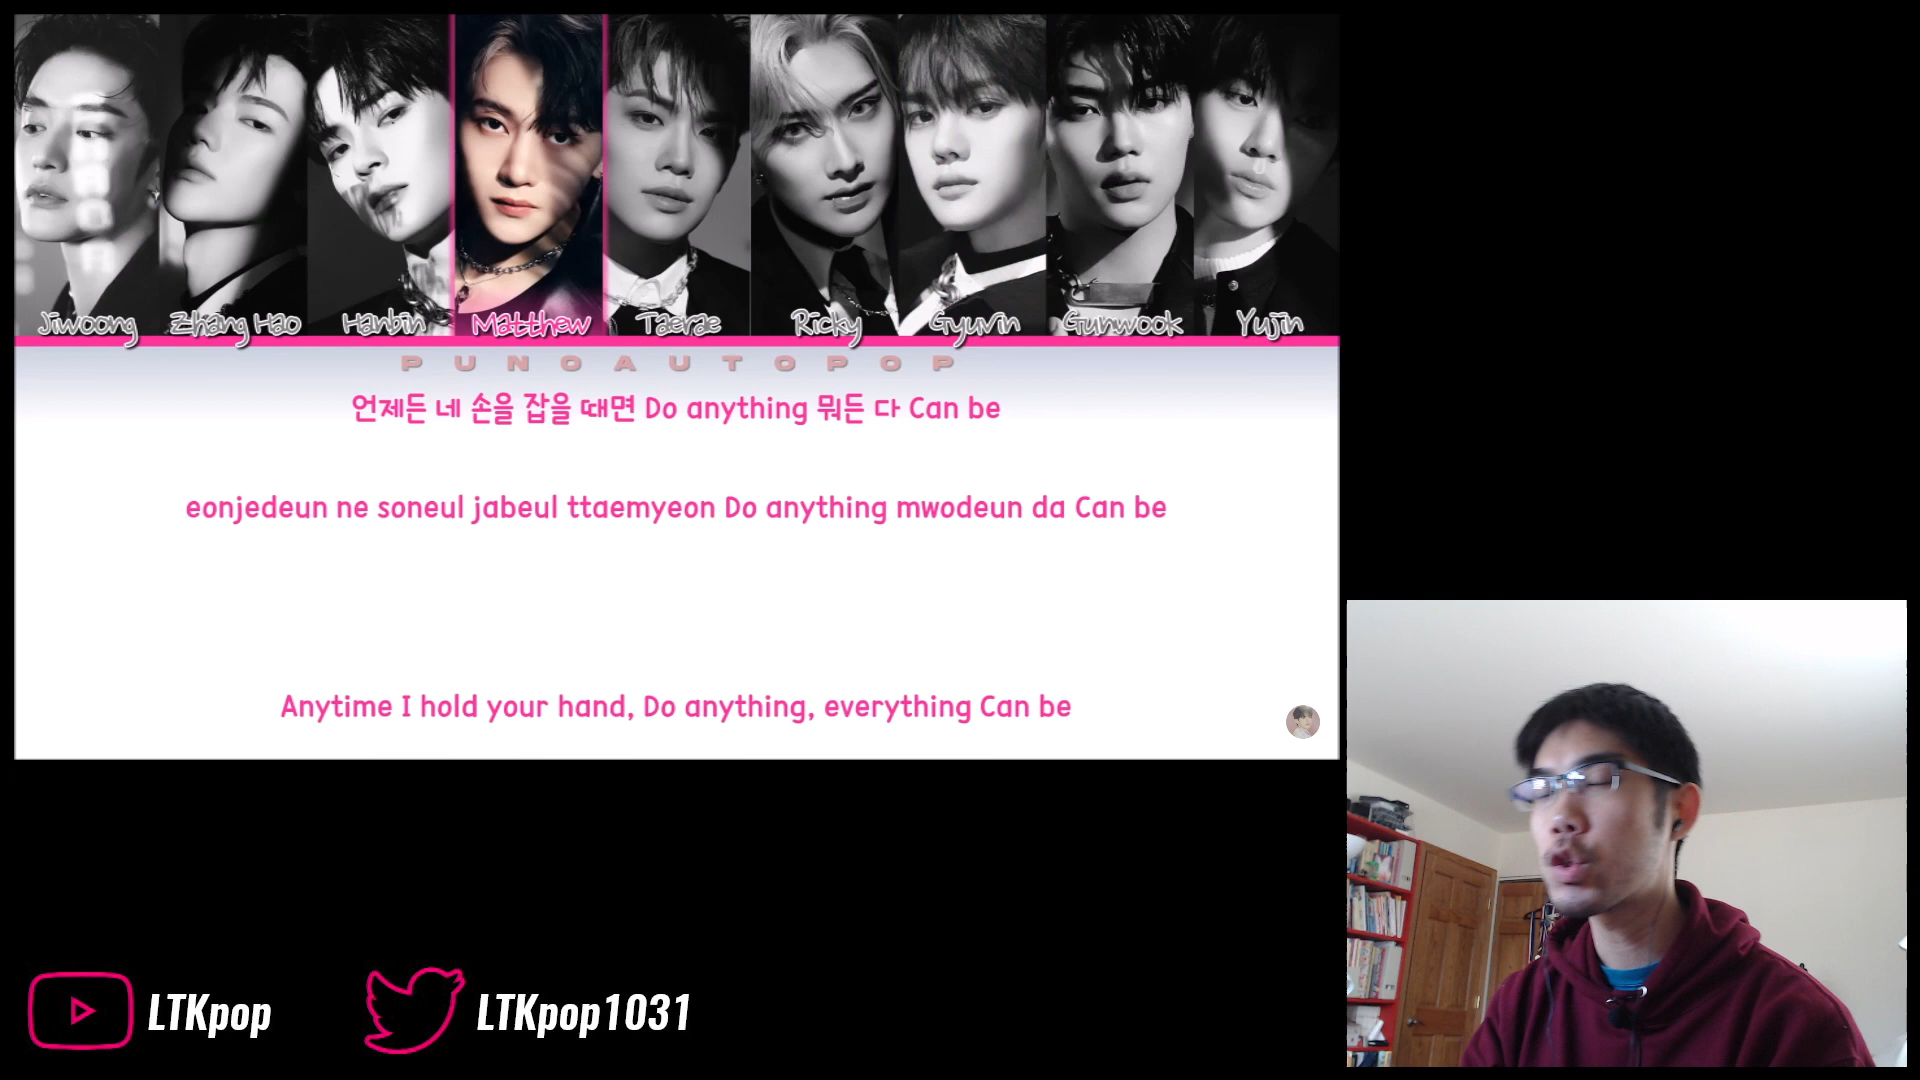 Jiwoong Zhang Hao Hanbin Matthew Taerae Ricky Gyuvin Gunwook Yujin
PUNOAUTOPOP
언제든 네 손을 잡을 때면 Do anything 뭐든 다 Can be
eonjedeun ne soneul jabeul ttaemyeon Do anything mwodeun da Can be
Anytime I hold your hand, Do anything, everything Can be
LTKpop LTKpop1031